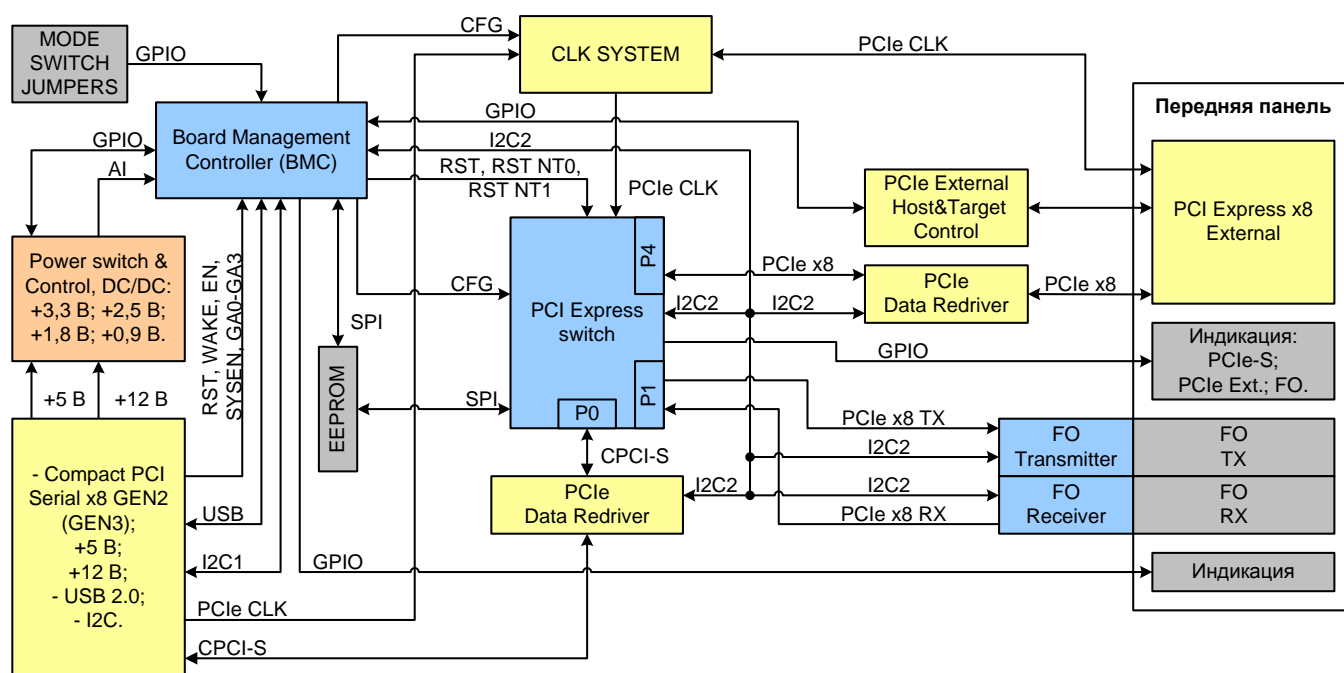 MODE
SWITCH
JUMPERS
GPIO
CFG
CLK SYSTEM
PCIe CLK
Передняя панель
Board Management
Controller (BMC)
GPIO
AI
GPIO
I2C2
RST, RST NT0,
RST NT1
PCIe CLK
PCIe External
Host&Target
Control
PCI Express x8
External
Power switch &
Control, DC/DC:
+3,3 В; +2,5 В;
+1,8 В; +0,9 В.
RST, WAKE, EN,
SYSEN, GA0-GA3
SPI
CFG
PCI Express
switch
P4
P1
P0
PCIe x8
I2C2
I2C2
PCIe
Data Redriver
PCIe x8
GPIO
Индикация:
PCIe-S;
PCIe Ext.; FO.
+5 В
+12 В
EEPROM
SPI
PCIe x8 TX
I2C2
FO
Transmitter
FO
TX
- Compact PCI
Serial x8 GEN2
(GEN3);
+5 В;
+12 В;
- USB 2.0;
- I2C.
CPCI-S
PCIe
Data Redriver
I2C2
I2C2
PCIe x8 RX
FO
Receiver
FO
RX
USB
I2C1
GPIO
Индикация
PCIe CLK
CPCI-S